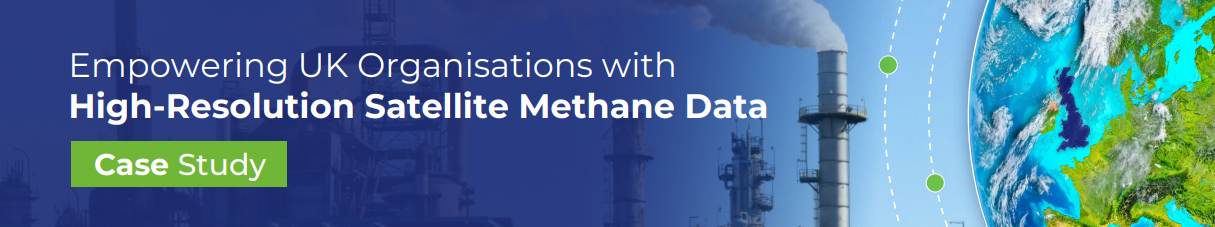 Empowering UK Organisations with
High-Resolution Satellite Methane Data
Case Study